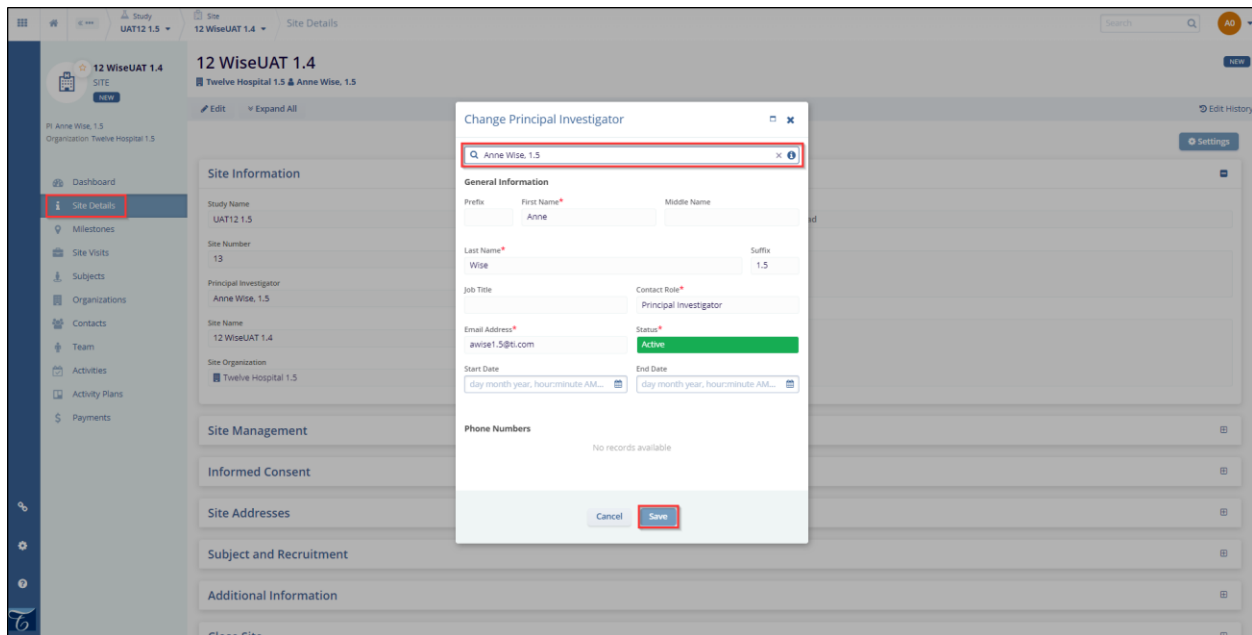 Study
UAT12 1.5
Site
12 WiseUAT 1.4
Site Details
Search
AO
12 WiseUAT 1.4
SITE
NEW
PI Anne Wise, 1.5
Organization Twelve Hospital 1.5
Dashboard
Site Details
Milestones
Site Visits
Subjects
Organizations
Contacts
Team
Activities
Activity Plans
Payments
12 WiseUAT 1.4
Twelve Hospital 1.5 Anne Wise, 1.5
NEW
Edit
Expand All
Edit History
Settings
Site Information
Study Name
UAT12 1.5
Site Number
13
Principal Investigator
Anne Wise, 1.5
Site Name
12 WiseUAT 1.4
Site Organization
Twelve Hospital 1.5
Site Management
Informed Consent
Site Addresses
Subject and Recruitment
Additional Information
Close Site
Change Principal Investigator
Anne Wise, 1.5
General Information
Prefix First Name* Middle Name
Anne
Last Name* Suffix
Wise 1.5
Job Title Contact Role*
Principal Investigator
Email Address* Status*
awise1.5@ti.com Active
Start Date End Date
day month year, hour:minute AM... day month year, hour:minute AM...
Phone Numbers
No records available
Cancel Save